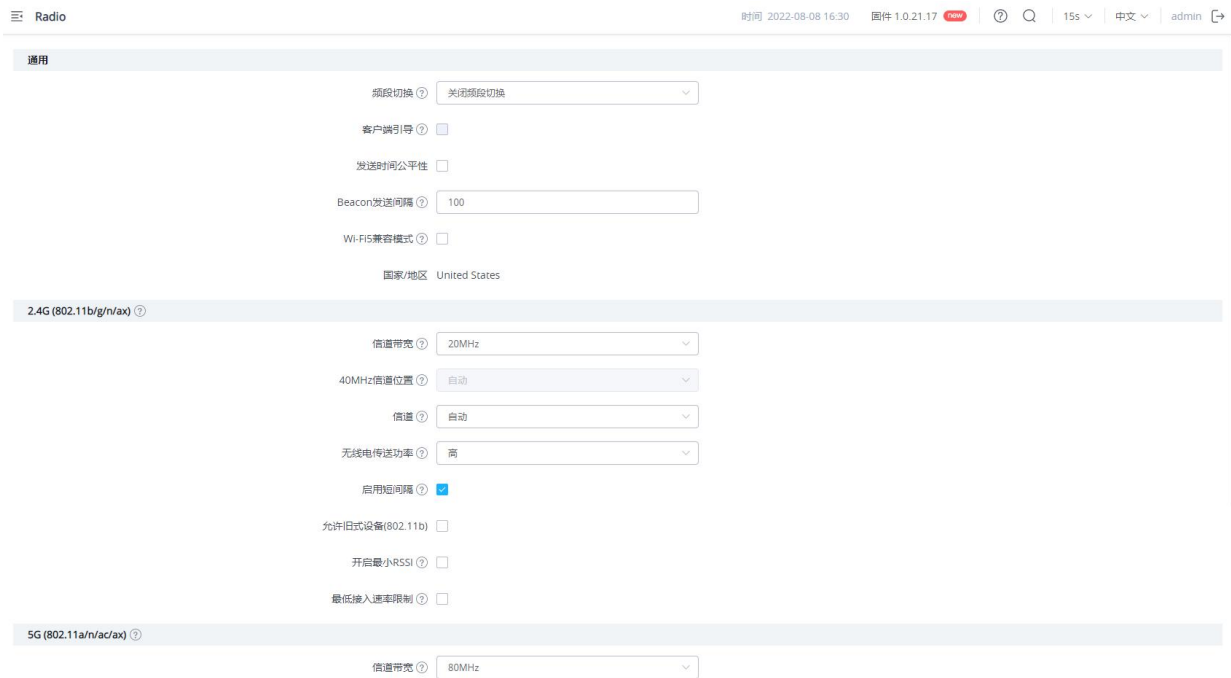 Radio 时间 2022-08-08 16:30 固件 1.0.21.17 new 15s 中文 admin
通用
频段切换 关闭频段切换
客户端引导
发送时间公平性
Beacon发送间隔 100
Wi-Fi5兼容模式
国家/地区 United States
2.4G (802.11b/g/n/ax)
信道带宽 20MHz
40MHz信道位置 自动
信道 自动
无线电传送功率 高
启用短间隔
允许旧式设备(802.11b)
开启最小RSSI
最低接入速率限制
5G (802.11a/n/ac/ax)
信道带宽 80MHz